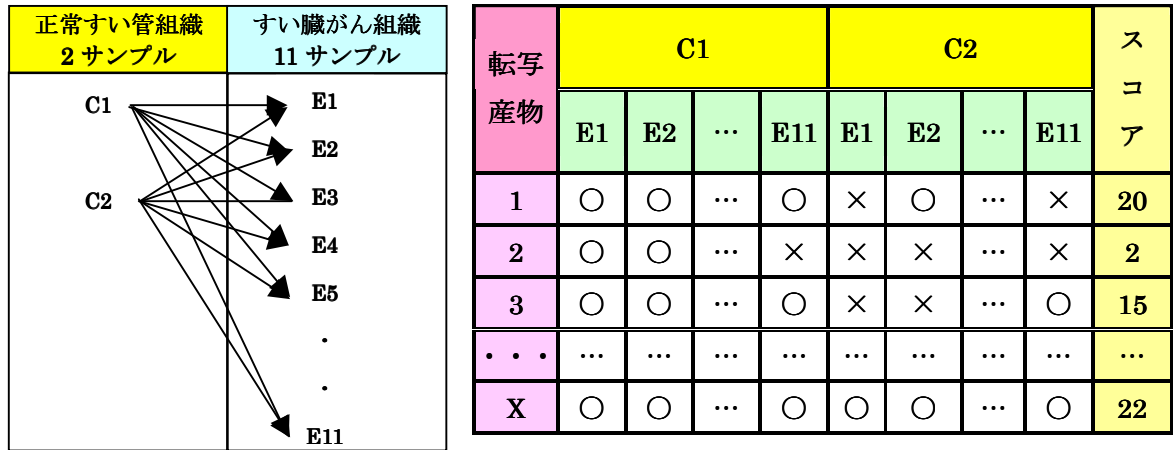 正常すい管組織
2 サンプル
すい臓がん組織
11 サンプル
C1
C2
E1
E2
E3
E4
E5
・
・
E11
転写産物 C1 C2 スコア
E1 E2 … E11 E1 E2 … E11
1 ○ ○ … ○ × ○ … × 20
2 ○ ○ … × × × … × 2
3 ○ ○ … ○ × × … ○ 15
・・・ … … … … … … … … …
X ○ ○ … ○ ○ ○ … ○ 22